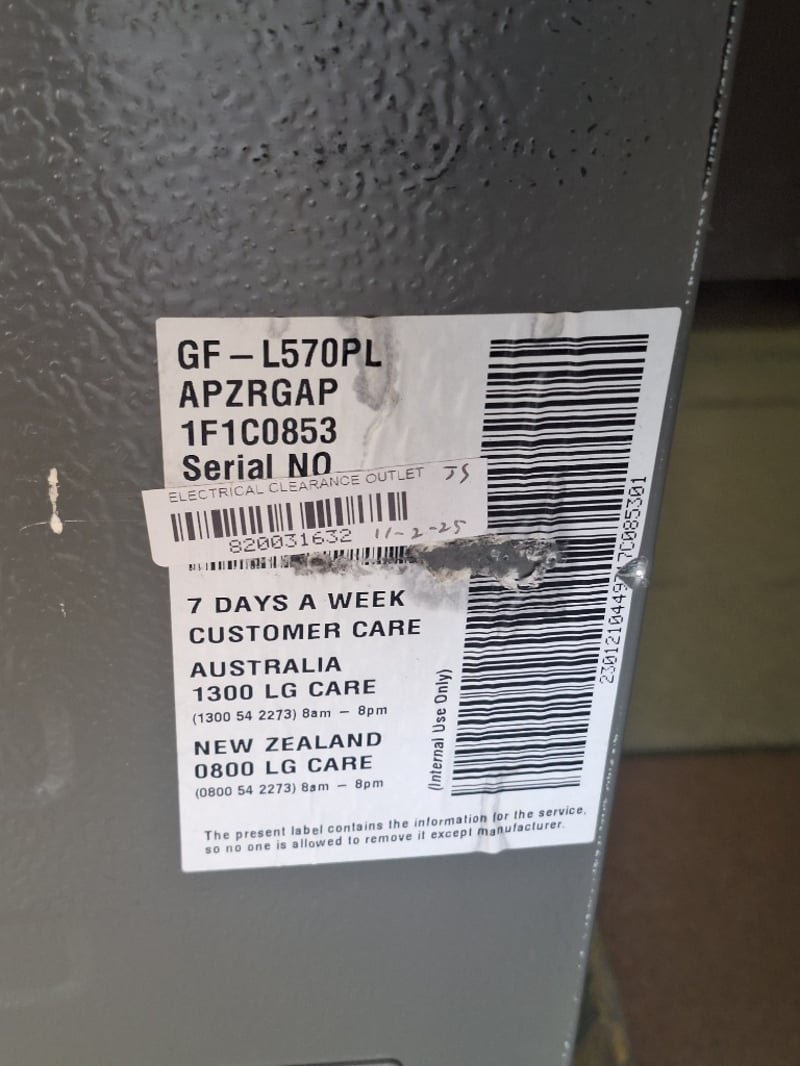 GF – L570PL
APZRGAP
1F1C0853
Serial NO
ELECTRICAL CLEARANCE OUTLET JS
820031632 11-2-25
7 DAYS A WEEK
CUSTOMER CARE
AUSTRALIA
1300 LG CARE
(1300 54 2273) 8am – 8pm
NEW ZEALAND
0800 LG CARE
(0800 54 2273) 8am – 8pm
(Internal Use Only)
The present label contains the information for the service,
so no one is allowed to remove it except manufacturer.